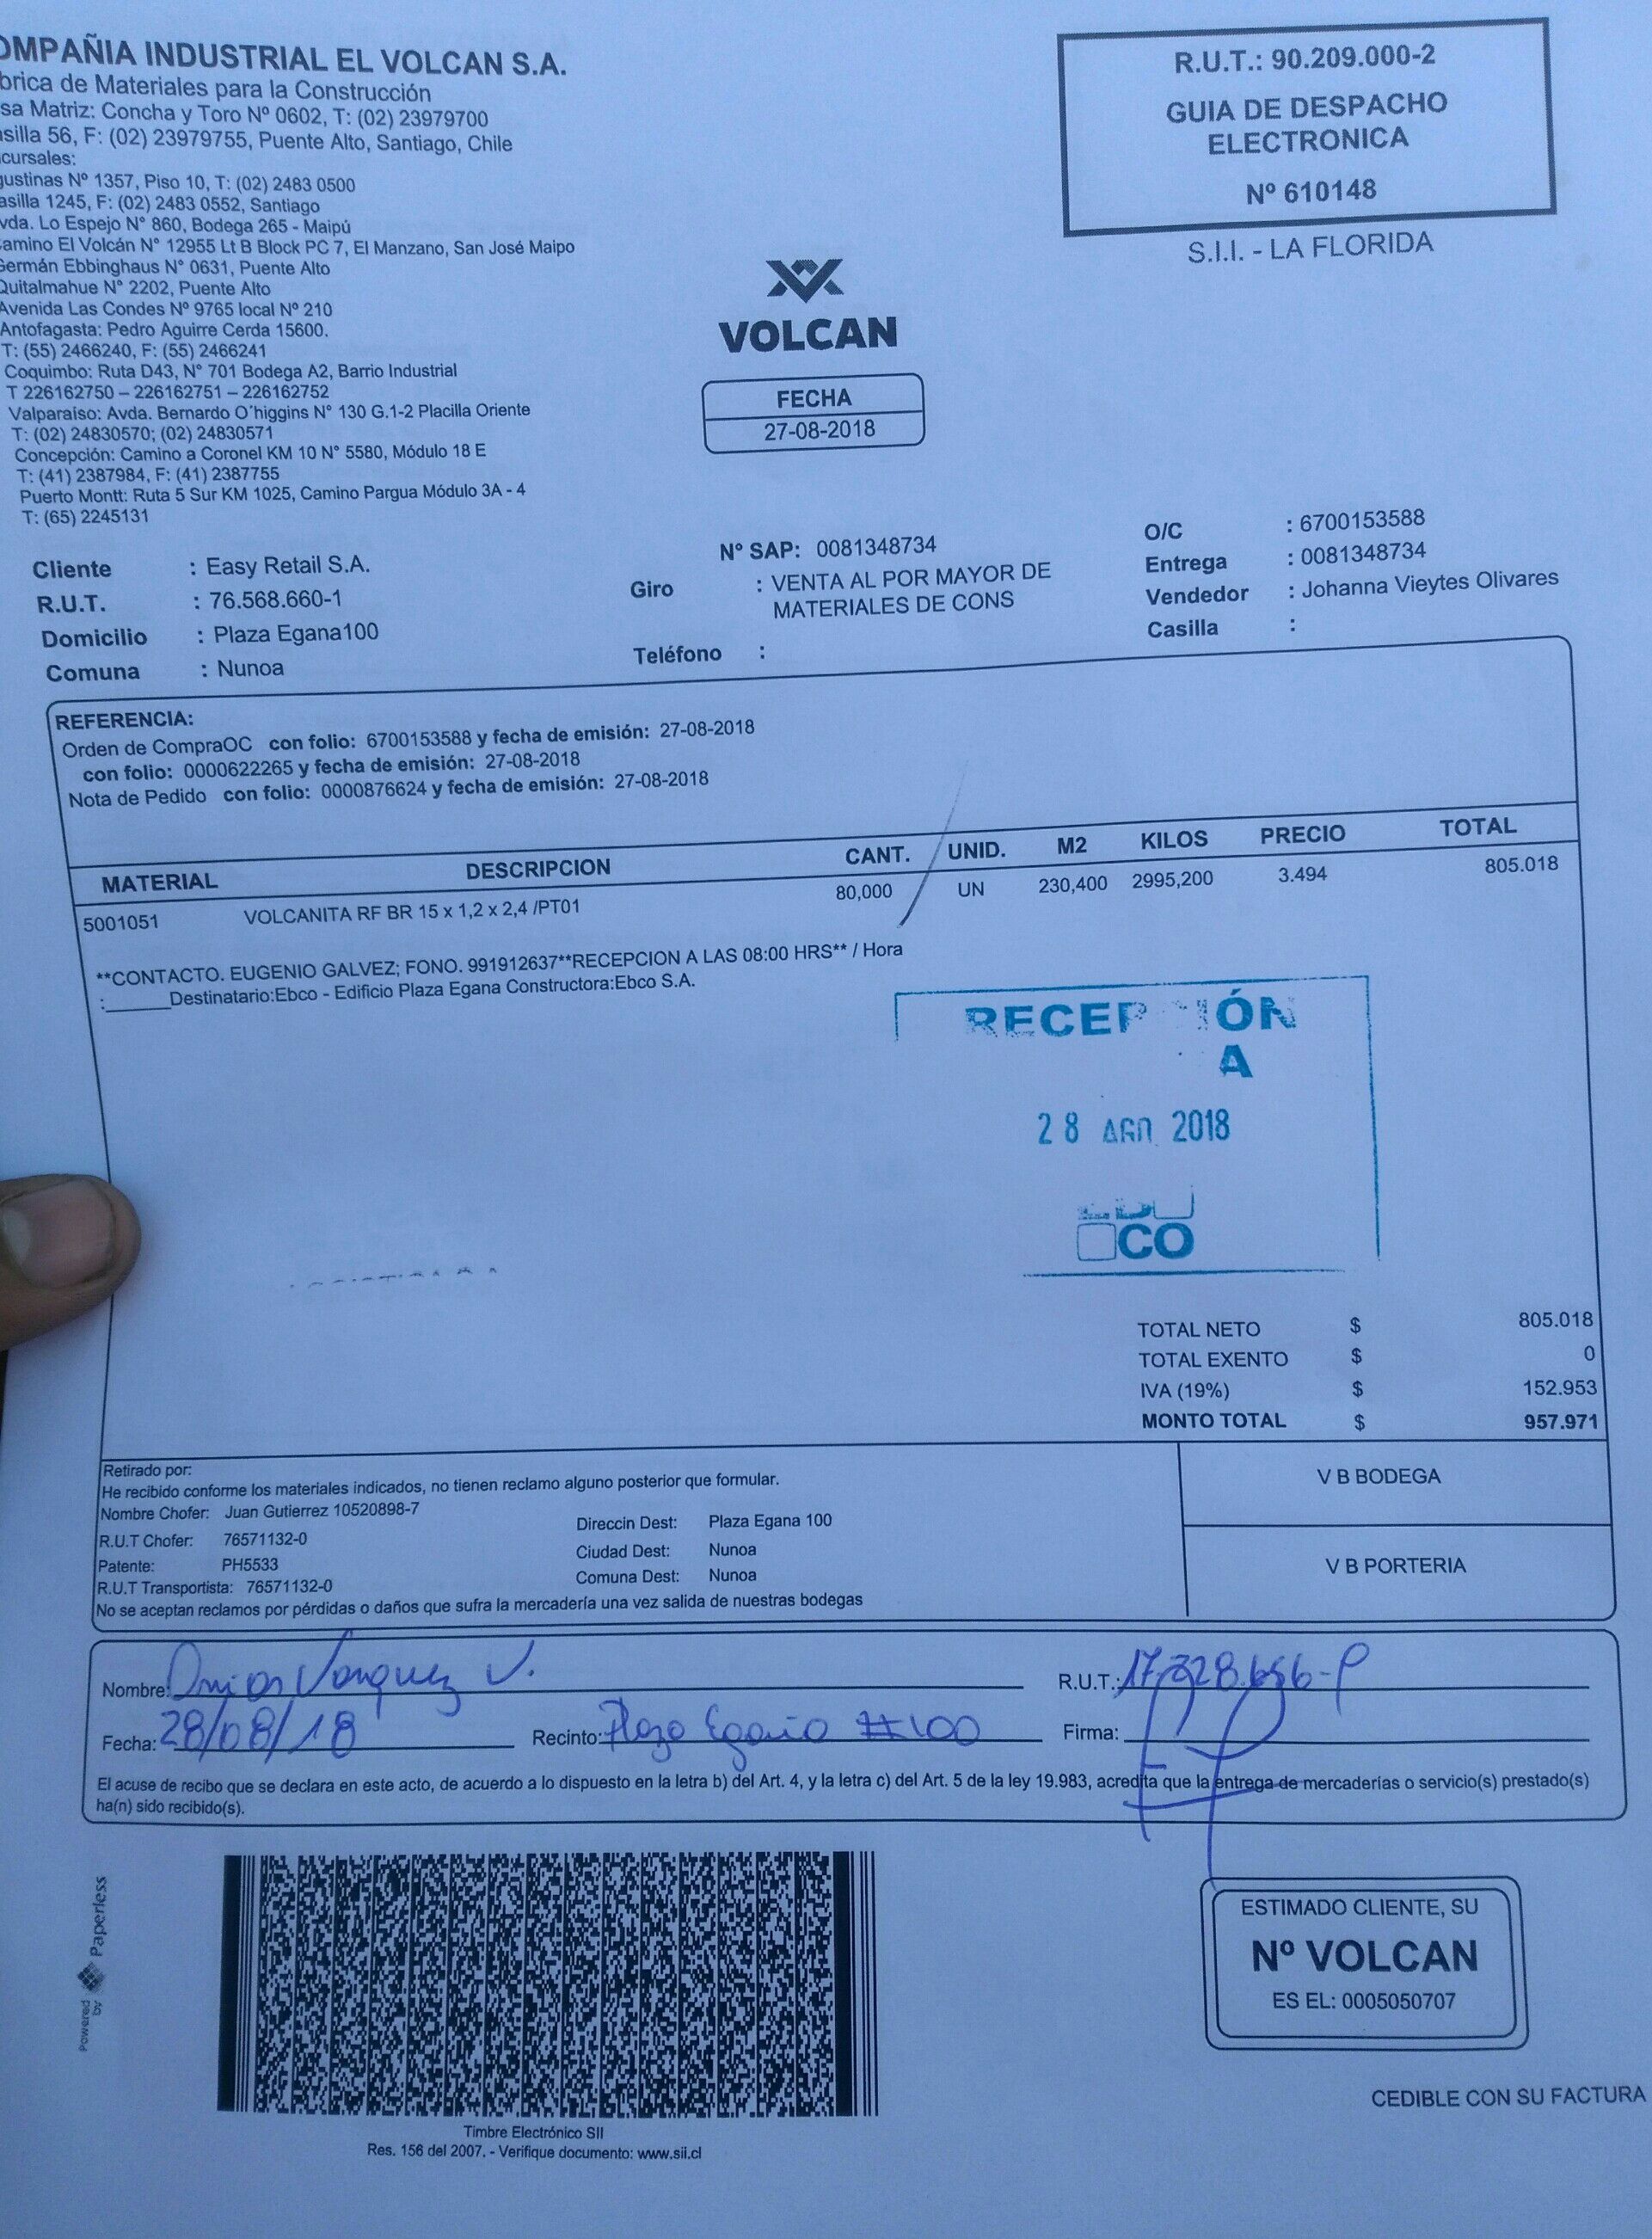 OMPAÑIA INDUSTRIAL EL VOLCAN S.A.
brica de Materiales para la Construcción
sa Matriz: Concha y Toro Nº 0602, T: (02) 23979700
asilla 56, F: (02) 23979755, Puente Alto, Santiago, Chile
cursales:
gustinas Nº 1357, Piso 10, T: (02) 2483 0500
asilla 1245, F: (02) 2483 0552, Santiago
vda. Lo Espejo N° 860, Bodega 265 - Maipú
amino El Volcán N° 12955 Lt B Block PC 7, El Manzano, San José Maipo
Germán Ebbinghaus N° 0631, Puente Alto
Quitalmahue N° 2202, Puente Alto
Avenida Las Condes Nº 9765 local Nº 210
Antofagasta: Pedro Aguirre Cerda 15600.
T: (55) 2466240, F: (55) 2466241
Coquimbo: Ruta D43, N° 701 Bodega A2, Barrio Industrial
T 226162750 – 226162751 – 226162752
Valparaíso: Avda. Bernardo O´higgins N° 130 G.1-2 Placilla Oriente
T: (02) 24830570; (02) 24830571
Concepción: Camino a Coronel KM 10 N° 5580, Módulo 18 E
T: (41) 2387984, F: (41) 2387755
Puerto Montt: Ruta 5 Sur KM 1025, Camino Pargua Módulo 3A - 4
T: (65) 2245131
R.U.T.: 90.209.000-2
GUIA DE DESPACHO
ELECTRONICA
Nº 610148
S.I.I. - LA FLORIDA
VOLCAN
FECHA
27-08-2018
Cliente : Easy Retail S.A.
R.U.T. : 76.568.660-1
Domicilio : Plaza Egana100
Comuna : Nunoa
N° SAP: 0081348734
Giro : VENTA AL POR MAYOR DE
MATERIALES DE CONS
Teléfono :
O/C : 6700153588
Entrega : 0081348734
Vendedor : Johanna Vieytes Olivares
Casilla :
REFERENCIA:
Orden de CompraOC con folio: 6700153588 y fecha de emisión: 27-08-2018
con folio: 0000622265 y fecha de emisión: 27-08-2018
Nota de Pedido con folio: 0000876624 y fecha de emisión: 27-08-2018
MATERIAL DESCRIPCION CANT. UNID. M2 KILOS PRECIO TOTAL
5001051 VOLCANITA RF BR 15 x 1,2 x 2,4 /PT01 80,000 UN 230,400 2995,200 3.494 805.018
**CONTACTO. EUGENIO GALVEZ; FONO. 991912637**RECEPCION A LAS 08:00 HRS** / Hora
:______Destinatario:Ebco - Edificio Plaza Egana Constructora:Ebco S.A.
RECEPCIÓN
A
28 AGO 2018
CO
TOTAL NETO $ 805.018
TOTAL EXENTO $ 0
IVA (19%) $ 152.953
MONTO TOTAL $ 957.971
Retirado por:
He recibido conforme los materiales indicados, no tienen reclamo alguno posterior que formular.
Nombre Chofer: Juan Gutierrez 10520898-7
R.U.T Chofer: 76571132-0
Patente: PH5533
R.U.T Transportista: 76571132-0
Direccin Dest: Plaza Egana 100
Ciudad Dest: Nunoa
Comuna Dest: Nunoa
No se aceptan reclamos por pérdidas o daños que sufra la mercadería una vez salida de nuestras bodegas
V B BODEGA
V B PORTERIA
Nombre: V.
R.U.T.:
Fecha: 28/08/18 Recinto: Plaza Egaña #100 Firma:
El acuse de recibo que se declara en este acto, de acuerdo a lo dispuesto en la letra b) del Art. 4, y la letra c) del Art. 5 de la ley 19.983, acredita que la entrega de mercaderías o servicio(s) prestado(s)
ha(n) sido recibido(s).
Powered by Paperless
Timbre Electrónico SII
Res. 156 del 2007. - Verifique documento: www.sii.cl
ESTIMADO CLIENTE, SU
Nº VOLCAN
ES EL: 0005050707
CEDIBLE CON SU FACTURA